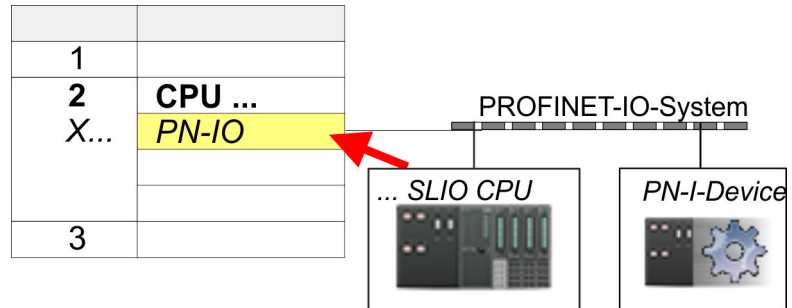 1
2 CPU ...
X... PN-IO
3
PROFINET-IO-System
... SLIO CPU
PN-I-Device